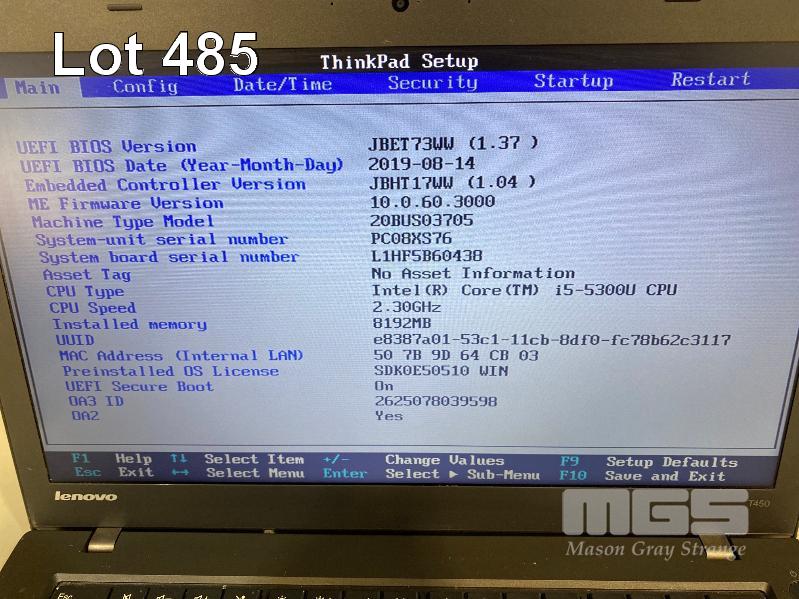 Lot 485
ThinkPad Setup
Main Config Date/Time Security Startup Restart
UEFI BIOS Version JBET73WW (1.37 )
UEFI BIOS Date (Year-Month-Day) 2019-08-14
Embedded Controller Version JBHT17WW (1.04 )
ME Firmware Version 10.0.60.3000
Machine Type Model 20BUS03705
System-unit serial number PC08XS76
System board serial number L1HF5B60438
Asset Tag No Asset Information
CPU Type Intel(R) Core(TM) i5-5300U CPU
CPU Speed 2.30GHz
Installed memory 8192MB
UUID e8387a01-53c1-11cb-8df0-fc78b62c3117
MAC Address (Internal LAN) 50 7B 9D 64 CB 03
Preinstalled OS License SDK0E50510 WIN
UEFI Secure Boot On
OA3 ID 2625078039598
OA2 Yes
F1 Help ↑↓ Select Item +/- Change Values F9 Setup Defaults
Esc Exit ↔ Select Menu Enter Select ▶ Sub-Menu F10 Save and Exit
lenovo
T450
MGS
Mason Gray Strange
Esc